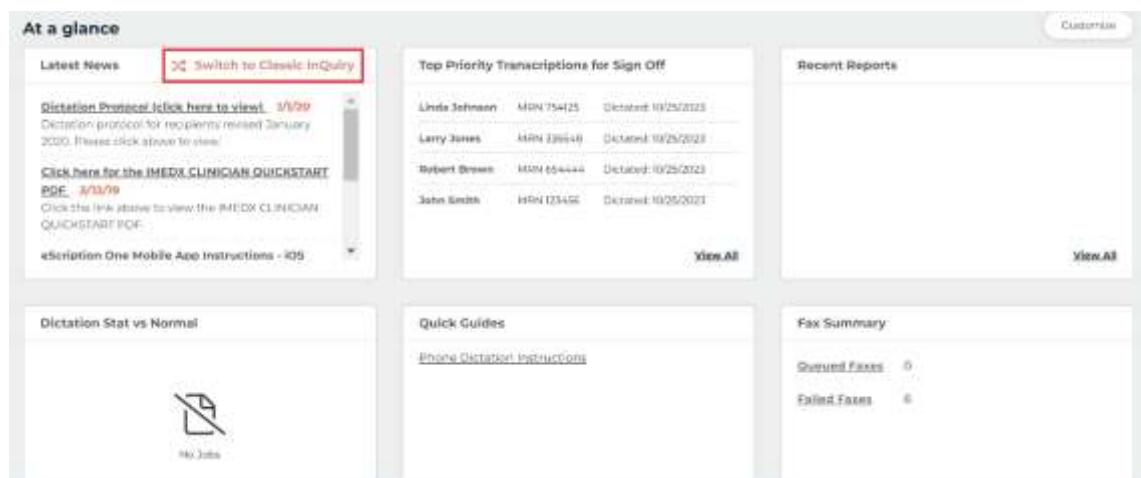 At a glance
Customize
Latest News
Switch to Classic InQuiry
Dictation Protocol (click here to view) 1/1/20
Dictation protocol for recipients revised January
2020. Please click above to view.
Click here for the IMEDX CLINICIAN QUICKSTART
PDF 3/13/19
Click the link above to view the IMEDX CLINICIAN
QUICKSTART PDF
eScription One Mobile App Instructions - iOS
Top Priority Transcriptions for Sign Off
Linda Johnson MRN 754125 Dictated: 10/25/2023
Larry Jones MRN Dictated: 10/25/2023
Robert Brown MRN 654444 Dictated: 10/25/2023
John Smith MRN 123456 Dictated: 10/25/2023
View All
Recent Reports
View All
Dictation Stat vs Normal
No Jobs
Quick Guides
Phone Dictation Instructions
Fax Summary
Queued Faxes 0
Failed Faxes 6